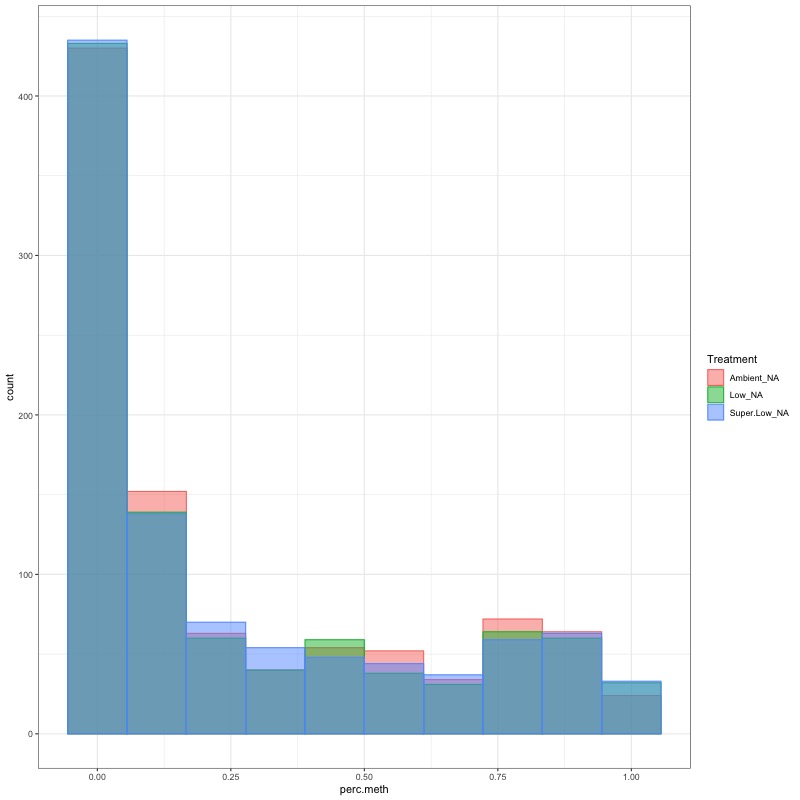 400
300
200
100
0
count
0.00 0.25 0.50 0.75 1.00
perc.meth
Treatment
Ambient_NA
Low_NA
Super.Low_NA